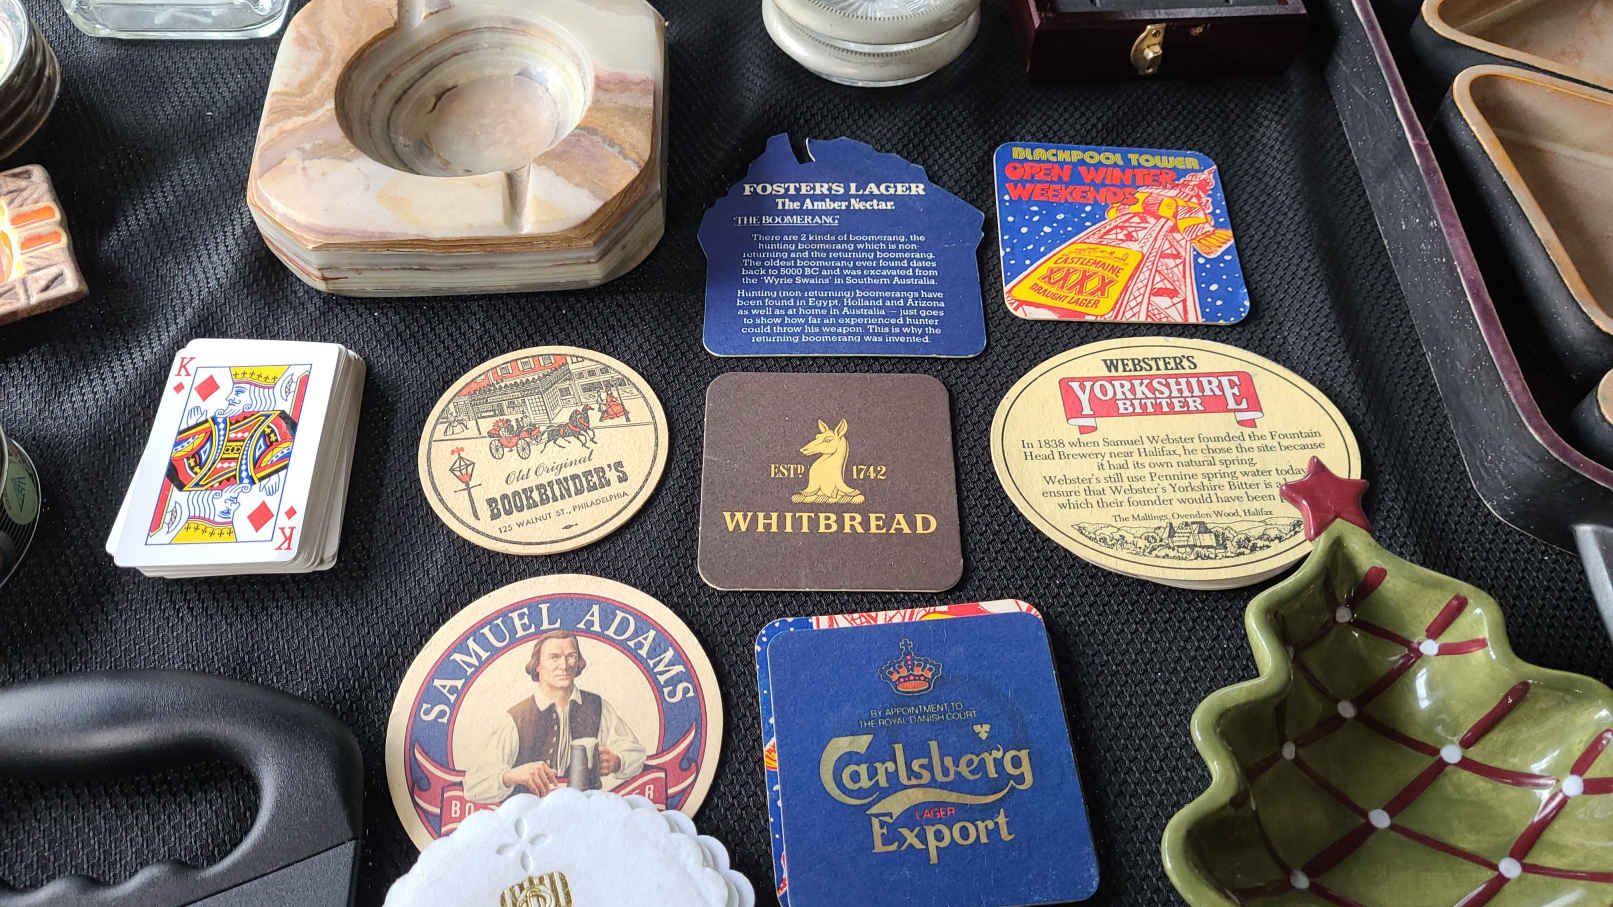 FOSTER'S LAGER
The Amber Nectar.
'THE BOOMERANG'
There are 2 kinds of boomerang, the
hunting boomerang which is non-
returning and the returning boomerang.
The oldest boomerang ever found dates
back to 5000 BC and was excavated from
the 'Wyrie Swains' in Southern Australia.
Hunting (non returning) boomerangs have
been found in Egypt, Holland and Arizona
as well as at home in Australia — just goes
to show how far an experienced hunter
could throw his weapon. This is why the
returning boomerang was invented.
BLACKPOOL TOWER
OPEN WINTER
WEEKENDS
CASTLEMAINE
XXXX
DRAUGHT LAGER
K
K
Old Original
BOOKBINDER'S
125 WALNUT ST., PHILADELPHIA
ESTD 1742
WHITBREAD
WEBSTER'S
YORKSHIRE
BITTER
In 1838 when Samuel Webster founded the Fountain
Head Brewery near Halifax, he chose the site because
it had its own natural spring.
Webster's still use Pennine spring water today
ensure that Webster's Yorkshire Bitter is a
which their founder would have been
The Maltings, Ovenden Wood, Halifax
SAMUEL ADAMS
BO R
BY APPOINTMENT TO
THE ROYAL DANISH COURT
Carlsberg
LAGER
Export